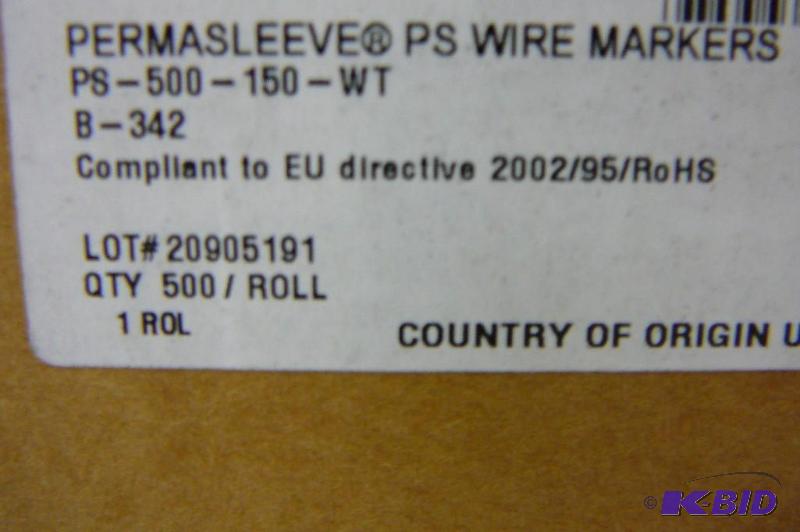 PERMASLEEVE® PS WIRE MARKERS
PS-500-150-WT
B-342
Compliant to EU directive 2002/95/RoHS
LOT# 20905191
QTY 500 / ROLL
1 ROL
COUNTRY OF ORIGIN U
© K-BID